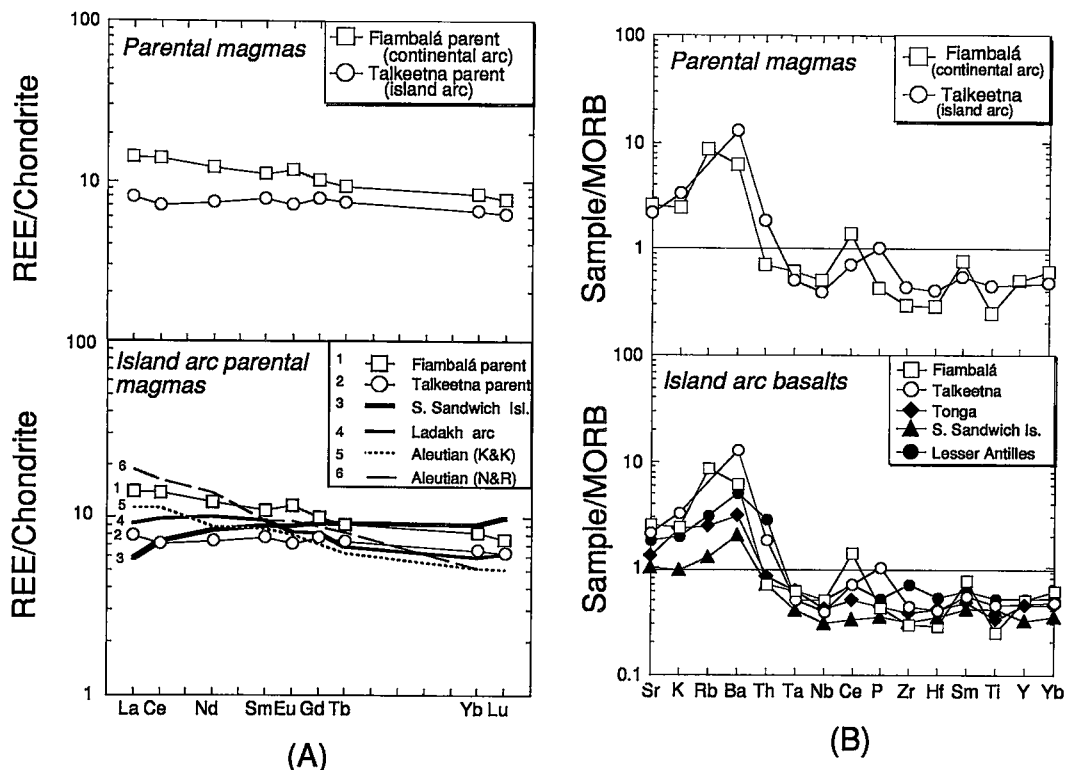 100
Parental magmas
Fiambalá parent
(continental arc)
Talkeetna parent
(island arc)
10
REE/Chondrite
100
Island arc parental
magmas
1 Fiambalá parent
2 Talkeetna parent
3 S. Sandwich Isl.
4 Ladakh arc
5 Aleutian (K&K)
6 Aleutian (N&R)
6
1
5
4
2
3
10
REE/Chondrite
1
La Ce Nd Sm Eu Gd Tb Yb Lu
(A)
100
Parental magmas
Fiambalá
(continental arc)
Talkeetna
(island arc)
10
Sample/MORB
1
100
Island arc basalts
Fiambalá
Talkeetna
Tonga
S. Sandwich Is.
Lesser Antilles
10
Sample/MORB
1
0.1
Sr K Rb Ba Th Ta Nb Ce P Zr Hf Sm Ti Y Yb
(B)